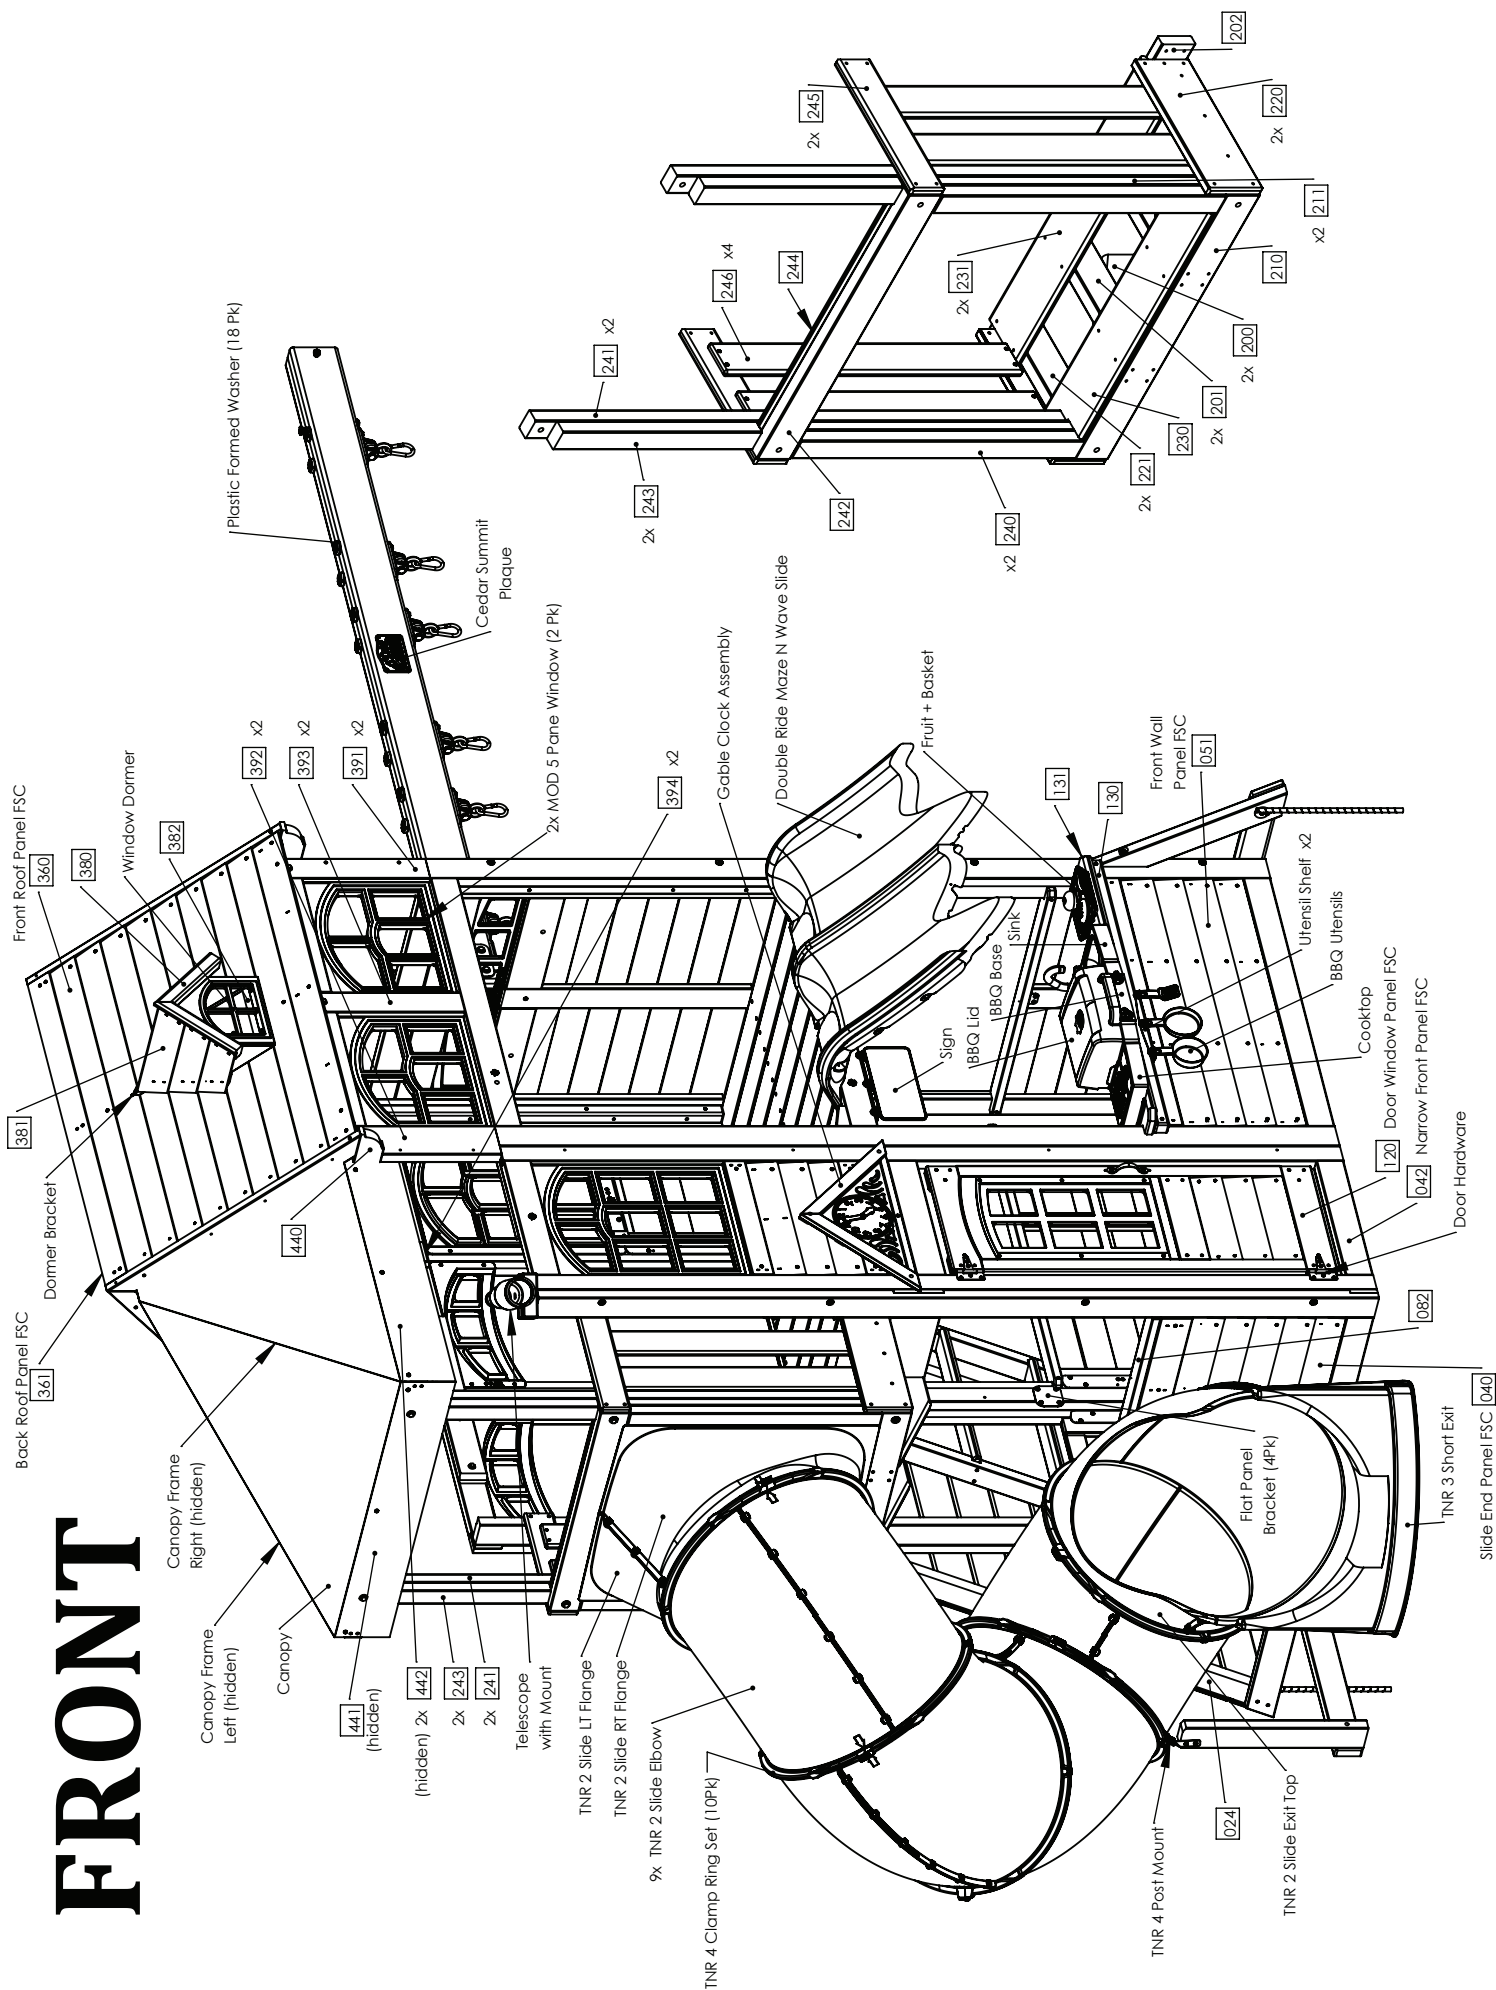 FRONT
Back Roof Panel FSC
361
Dormer Bracket
381
Front Roof Panel FSC
360
380
Window Dormer
382
392 x2
393 x2
391 x2
Plastic Formed Washer (18 Pk)
Cedar Summit
Plaque
2x MOD 5 Pane Window (2 Pk)
394 x2
Gable Clock Assembly
Double Ride Maze N Wave Slide
Fruit + Basket
131
130
Front Wall
Panel FSC
051
Utensil Shelf x2
BBQ Utensils
Sink
BBQ Base
BBQ Lid
Sign
Cooktop
120 Door Window Panel FSC
042 Narrow Front Panel FSC
Door Hardware
082
Slide End Panel FSC 040
TNR 3 Short Exit
Flat Panel
Bracket (4Pk)
440
Canopy Frame
Right (hidden)
Canopy Frame
Left (hidden)
Canopy
441
(hidden)
(hidden) 2x 442
2x 243
2x 241
Telescope
with Mount
TNR 2 Slide LT Flange
TNR 2 Slide RT Flange
9x TNR 2 Slide Elbow
TNR 4 Clamp Ring Set (10Pk)
TNR 4 Post Mount
024
TNR 2 Slide Exit Top
241 x2
2x 243
246 x4
244
2x 245
202
2x 220
x2 211
210
2x 231
2x 200
2x 201
230
2x 221
x2 240
242